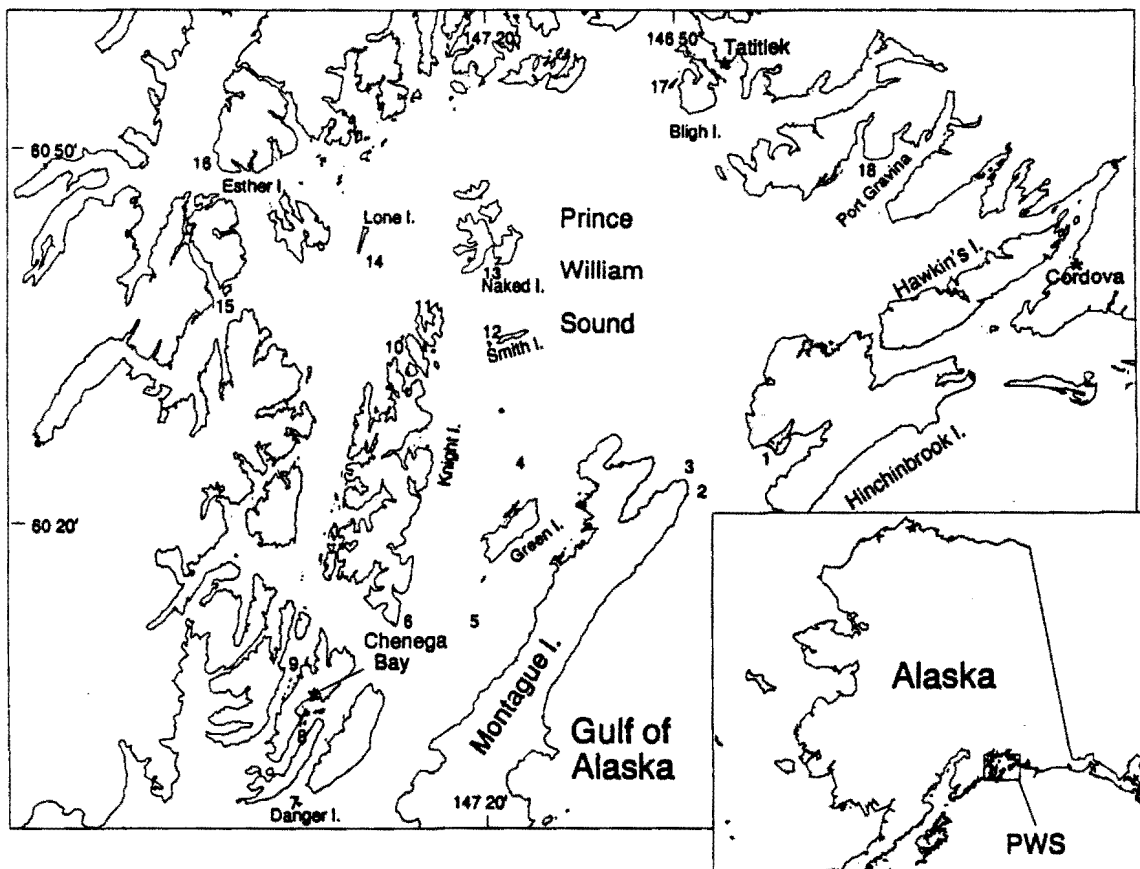 147 20'
146 50'
Tatitlek
17
Bligh I.
60 50'
16
Esther I.
18
Port Gravina
Lone I.
14
Prince
William
Sound
13
Naked I.
Hawkin's I.
Cordova
15
11
12
Smith I.
10
Knight I.
4
3
2
1
Hinchinbrook I.
60 20'
Green I.
6
5
Chenega
Bay
9
8
Montague I.
Gulf of
Alaska
7
Danger I.
147 20'
Alaska
PWS